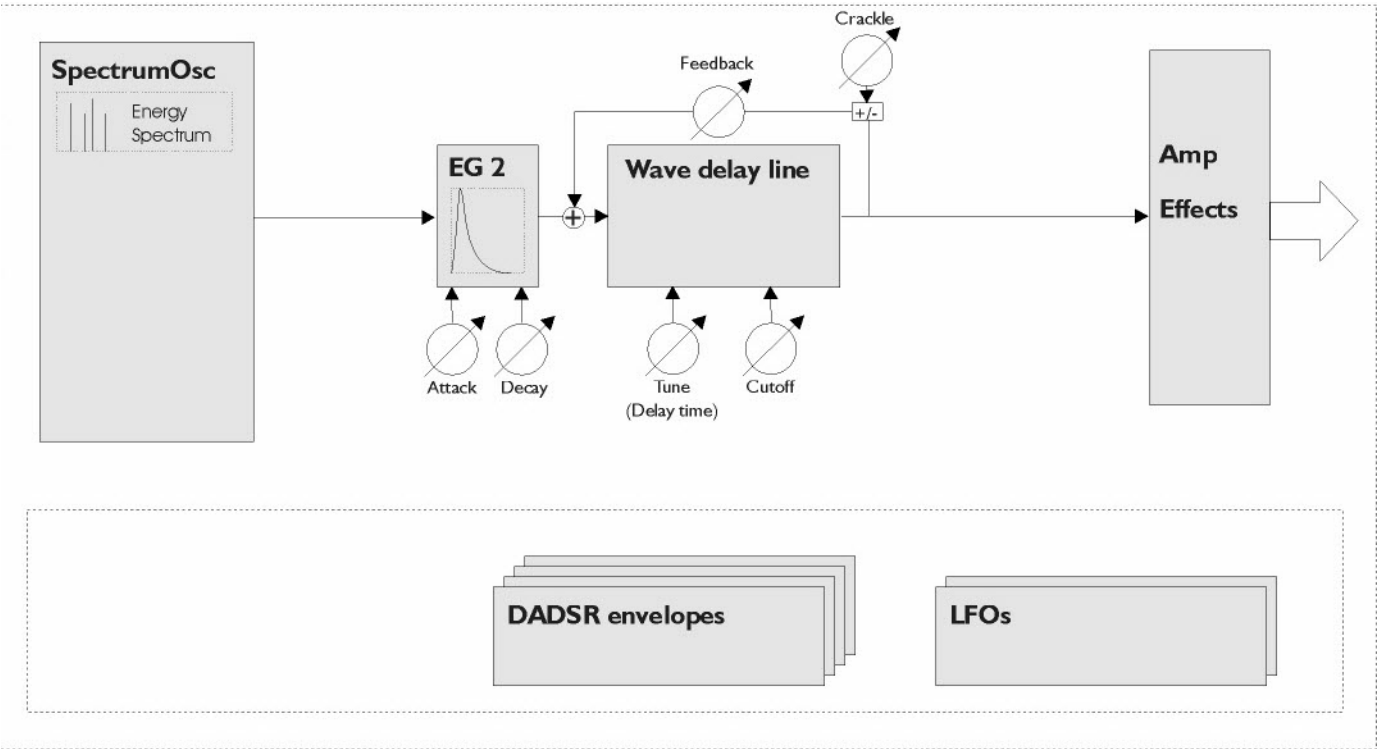 SpectrumOsc
Energy
Spectrum
Crackle
Feedback
+/-
EG 2
+
Wave delay line
Amp
Effects
Attack
Decay
Tune
(Delay time)
Cutoff
DADSR envelopes
LFOs